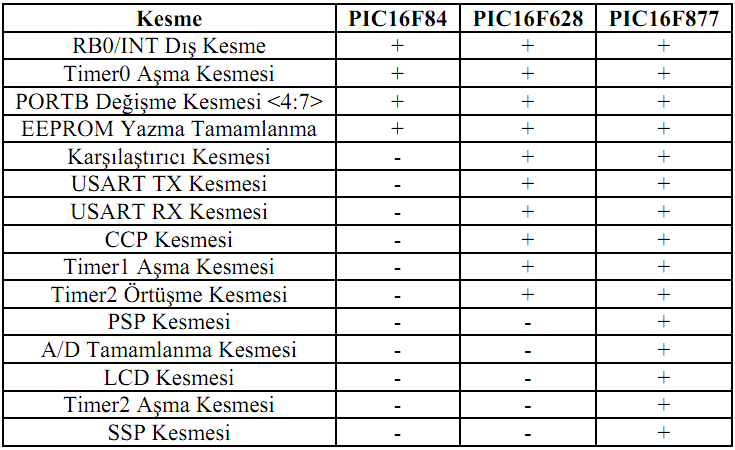 Kesme PIC16F84 PIC16F628 PIC16F877
RB0/INT Dış Kesme + + +
Timer0 Aşma Kesmesi + + +
PORTB Değişme Kesmesi <4:7> + + +
EEPROM Yazma Tamamlanma + + +
Karşılaştırıcı Kesmesi - + +
USART TX Kesmesi - + +
USART RX Kesmesi - + +
CCP Kesmesi - + +
Timer1 Aşma Kesmesi - + +
Timer2 Örtüşme Kesmesi - + +
PSP Kesmesi - - +
A/D Tamamlanma Kesmesi - - +
LCD Kesmesi - - +
Timer2 Aşma Kesmesi - - +
SSP Kesmesi - - +